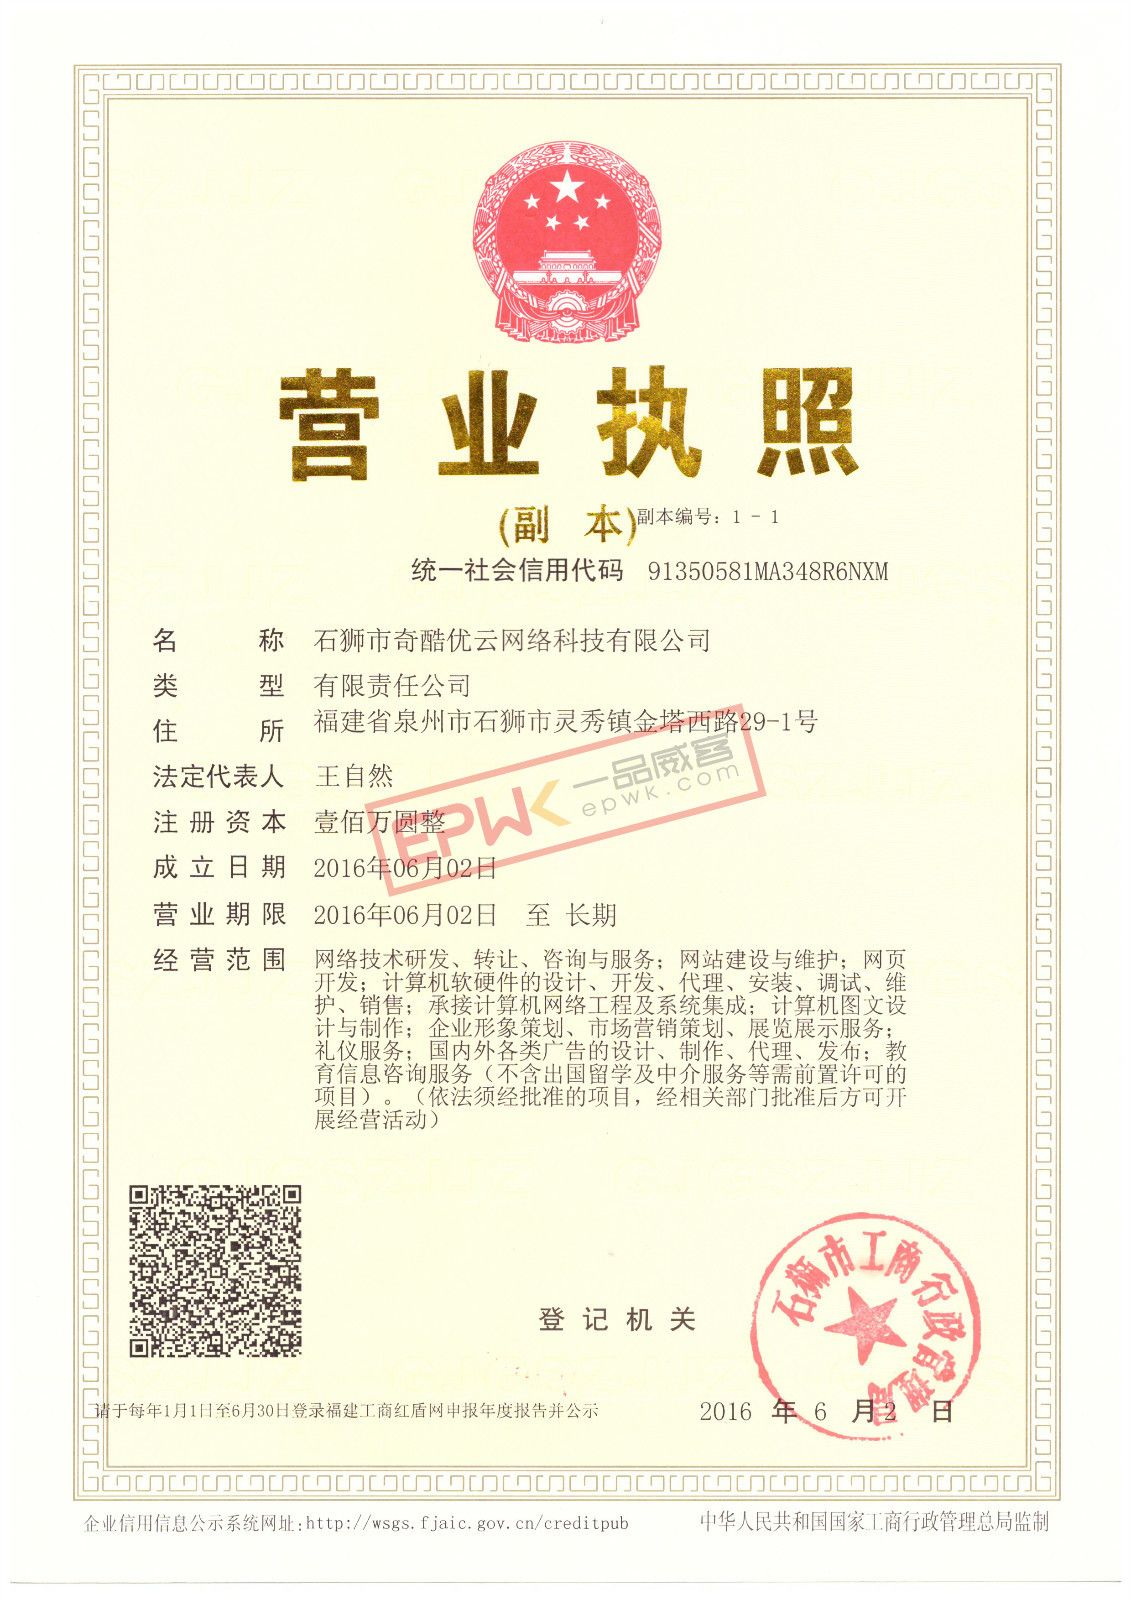 营业执照
(副 本)副本编号：1 - 1
统一社会信用代码 91350581MA348R6NXM
名 称 石狮市奇酷优云网络科技有限公司
类 型 有限责任公司
住 所 福建省泉州市石狮市灵秀镇金塔西路29-1号
法定代表人 王自然
注册资本 壹佰万圆整
成立日期 2016年06月02日
营业期限 2016年06月02日 至 长期
经营范围 网络技术研发、转让、咨询与服务；网站建设与维护；网页
开发；计算机软硬件的设计、开发、代理、安装、调试、维
护、销售；承接计算机网络工程及系统集成；计算机图文设
计与制作；企业形象策划、市场营销策划、展览展示服务；
礼仪服务；国内外各类广告的设计、制作、代理、发布；教
育信息咨询服务（不含出国留学及中介服务等需前置许可的
项目）。（依法须经批准的项目，经相关部门批准后方可开
展经营活动）
EPWK 一品威客
epwk.com
登记机关
石狮市工商行政管理局
请于每年1月1日至6月30日登录福建工商红盾网申报年度报告并公示
2016 年 6 月 2 日
企业信用信息公示系统网址:http://wsgs.fjaic.gov.cn/creditpub
中华人民共和国国家工商行政管理总局监制